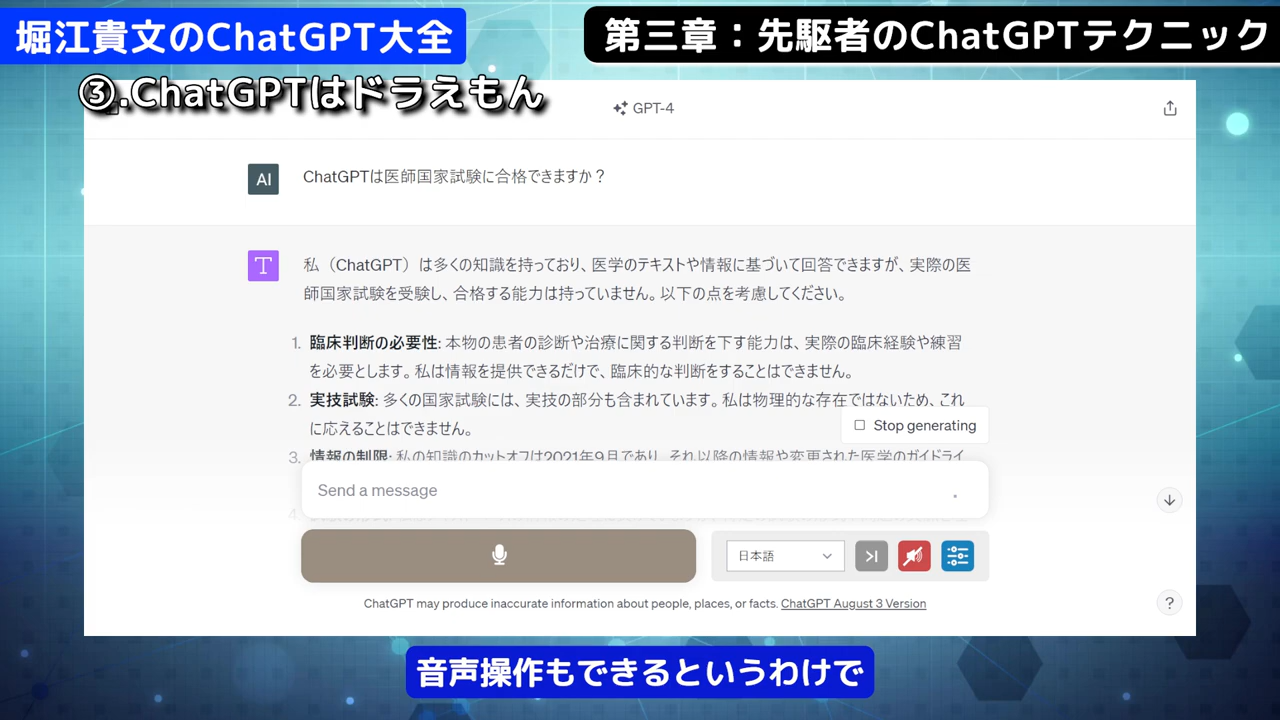 堀江貴文のChatGPT大全
第三章：先駆者のChatGPTテクニック
③.ChatGPTはドラえもん
GPT-4
AI
ChatGPTは医師国家試験に合格できますか？
T
私（ChatGPT）は多くの知識を持っており、医学のテキストや情報に基づいて回答できますが、実際の医
師国家試験を受験し、合格する能力は持っていません。以下の点を考慮してください。
1. 臨床判断の必要性: 本物の患者の診断や治療に関する判断を下す能力は、実際の臨床経験や練習
を必要とします。私は情報を提供できるだけで、臨床的な判断をすることはできません。
2. 実技試験: 多くの国家試験には、実技の部分も含まれています。私は物理的な存在ではないため、これ
に応えることはできません。
Stop generating
3. 情報の制限: 私の知識のカットオフは2021年9月であり、それ以降の情報や変更された医学のガイドライ
Send a message
4.
日本語
ChatGPT may produce inaccurate information about people, places, or facts. ChatGPT August 3 Version
?
音声操作もできるというわけで